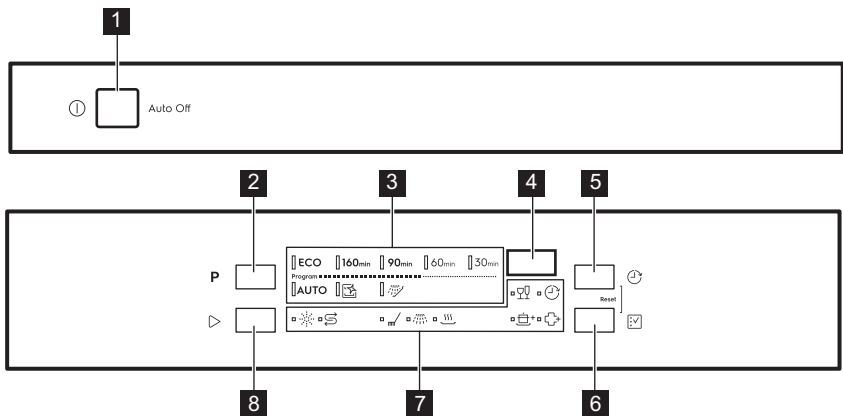 1
Auto Off
2 3 4 5
ECO 160min 90min 60min 30min
P Program
AUTO
Reset
8 7 6